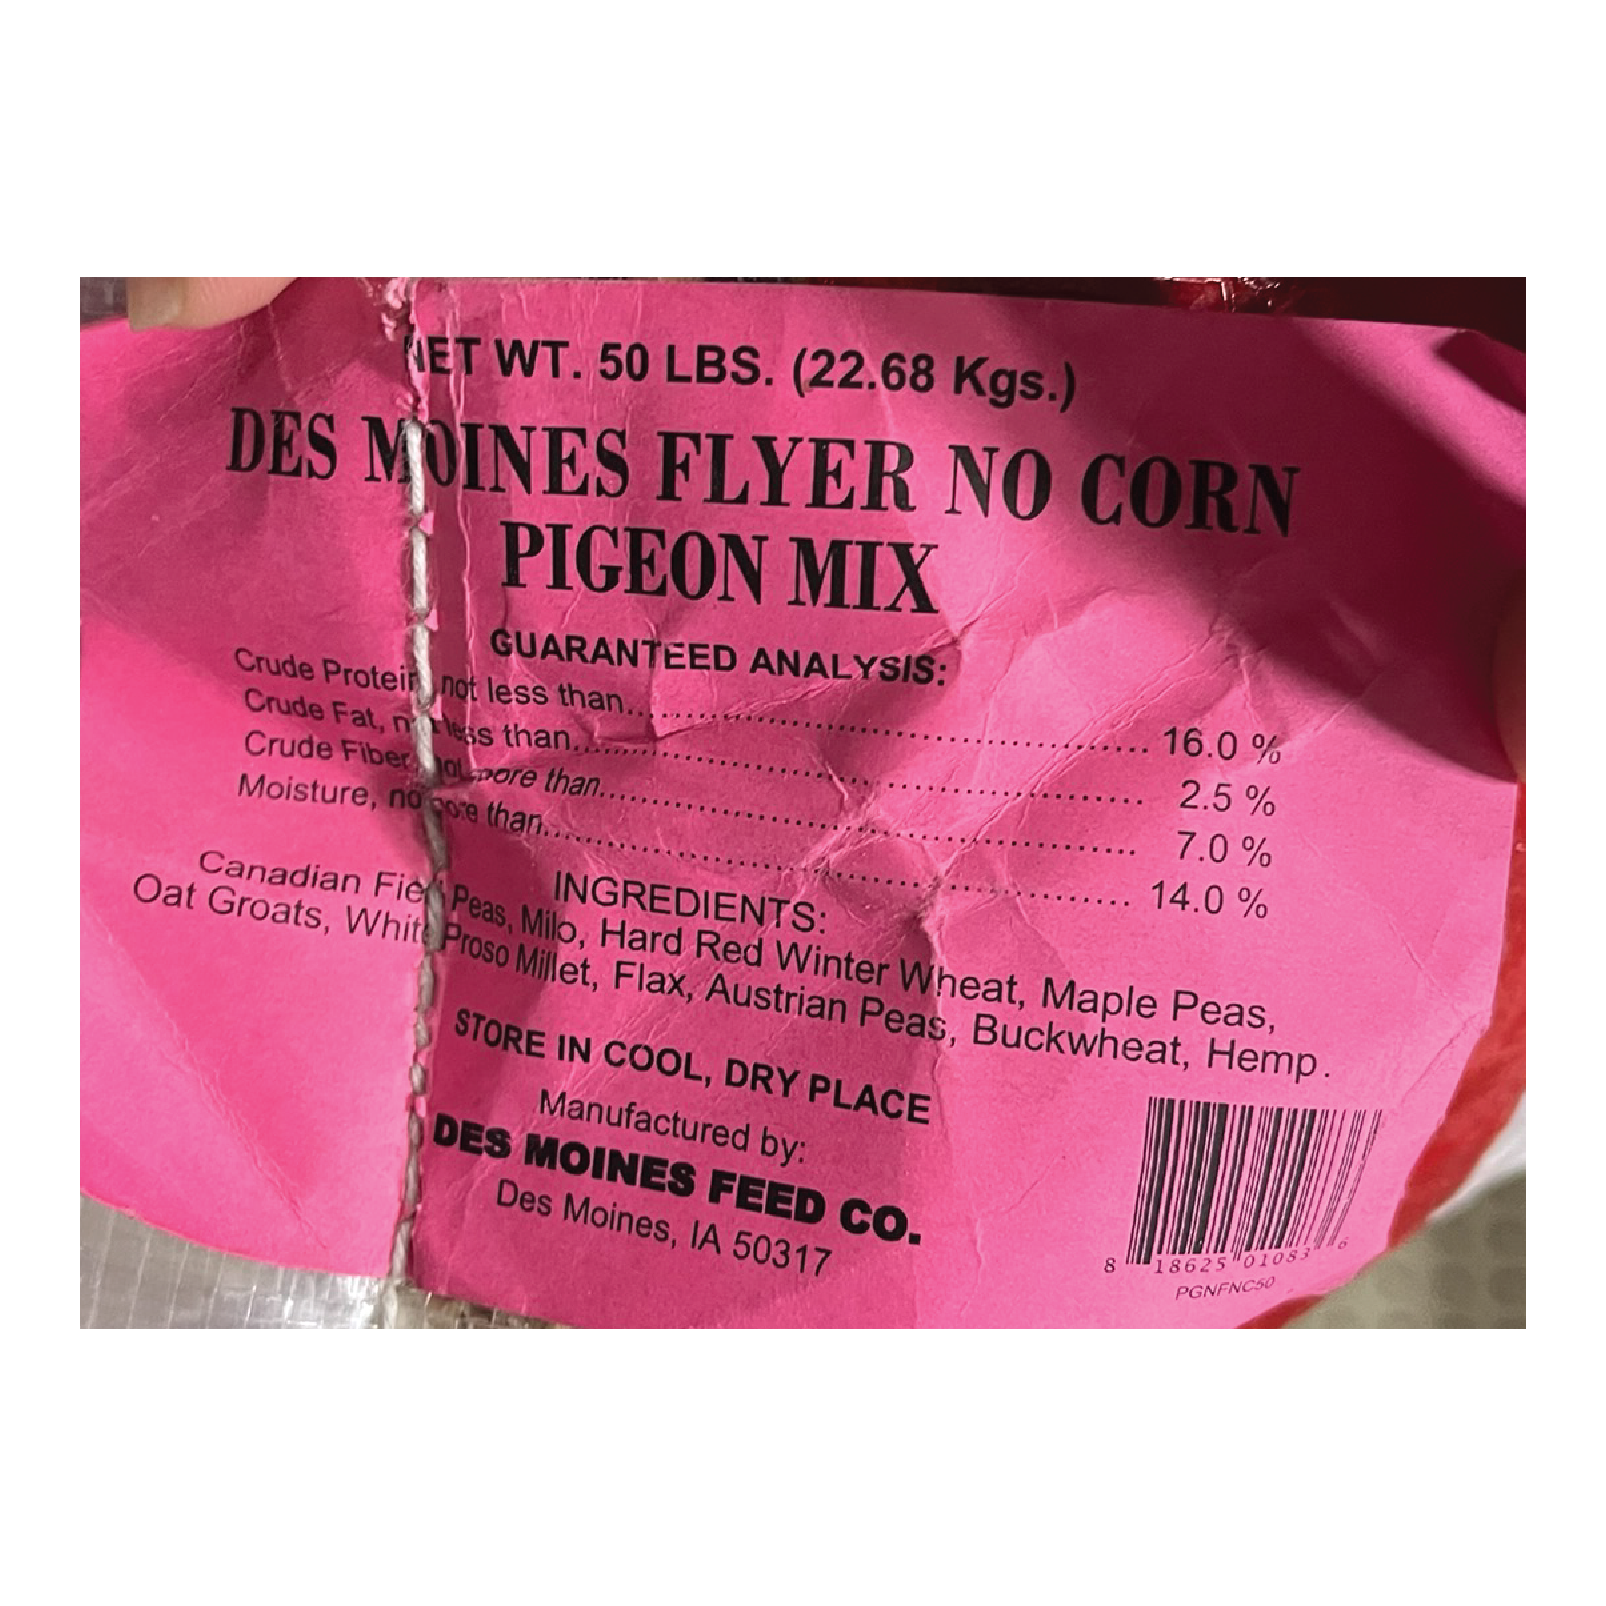 NET WT. 50 LBS. (22.68 Kgs.)
DES MOINES FLYER NO CORN
PIGEON MIX
GUARANTEED ANALYSIS:
Crude Protein, not less than........................................................ 16.0 %
Crude Fat, not less than............................................................. 2.5 %
Crude Fiber, not more than......................................................... 7.0 %
Moisture, not more than............................................................. 14.0 %
INGREDIENTS:
Canadian Field Peas, Milo, Hard Red Winter Wheat, Maple Peas,
Oat Groats, White Proso Millet, Flax, Austrian Peas, Buckwheat, Hemp.
STORE IN COOL, DRY PLACE
Manufactured by:
DES MOINES FEED CO.
Des Moines, IA 50317
8 18625 01083 6
PGNFNC50